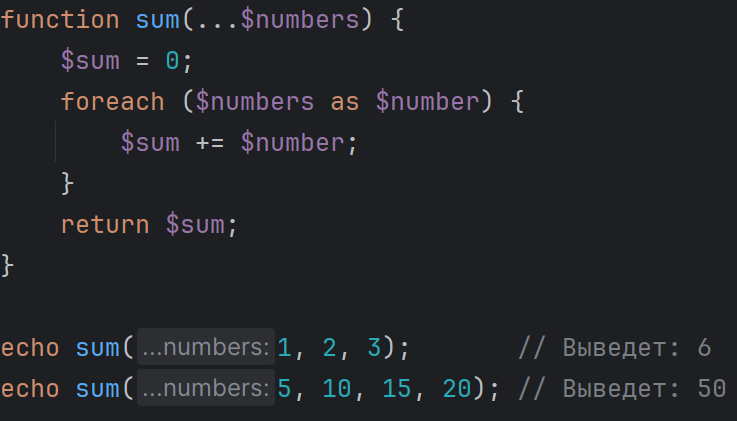 function sum(...$numbers) {
    $sum = 0;
    foreach ($numbers as $number) {
        $sum += $number;
    }
    return $sum;
}

echo sum(...numbers: 1, 2, 3);       // Выведет: 6
echo sum(...numbers: 5, 10, 15, 20); // Выведет: 50